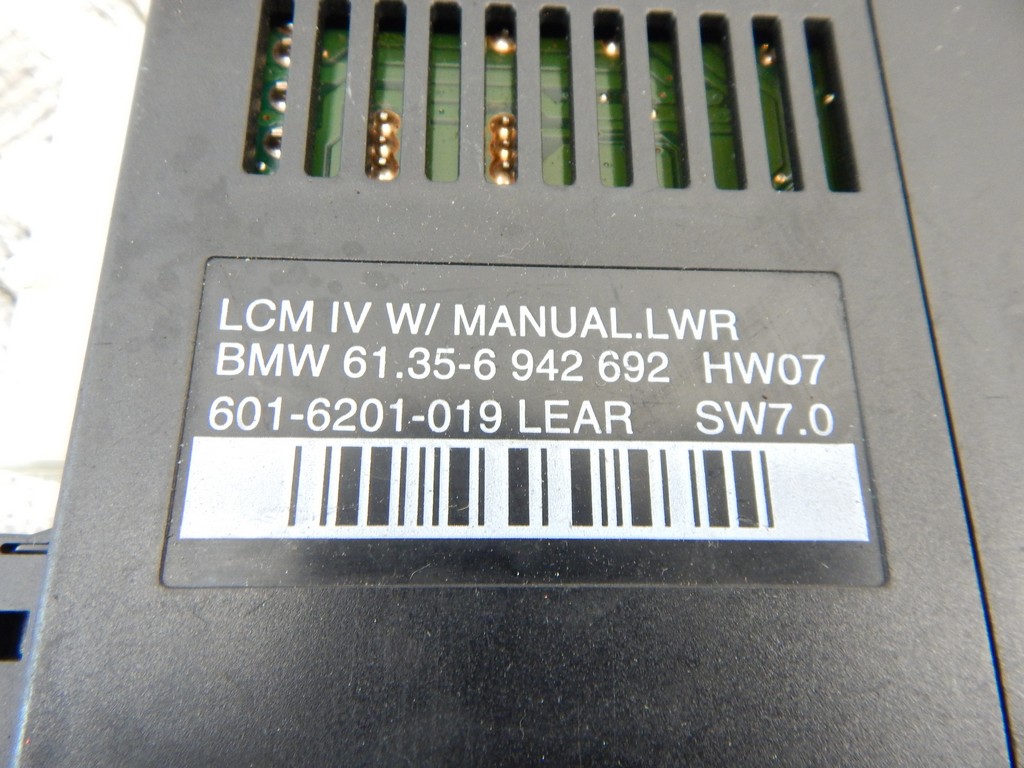 LCM IV W/ MANUAL.LWR
BMW 61.35-6 942 692 HW07
601-6201-019 LEAR SW7.0